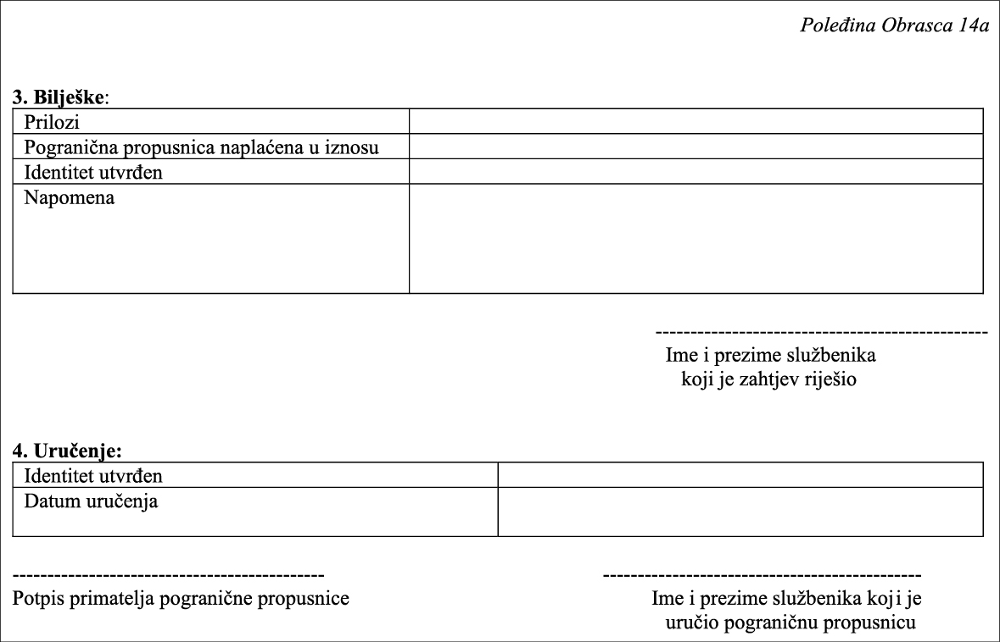 Poleđina Obrasca 14a
3. Bilješke:
Prilozi
Pogranična propusnica naplaćena u iznosu
Identitet utvrđen
Napomena
------------------------------------------------
Ime i prezime službenika
koji je zahtjev riješio
4. Uručenje:
Identitet utvrđen
Datum uručenja
--------------------------------------------- ----------------------------------------------
Potpis primatelja pogranične propusnice Ime i prezime službenika koji je
uručio pograničnu propusnicu